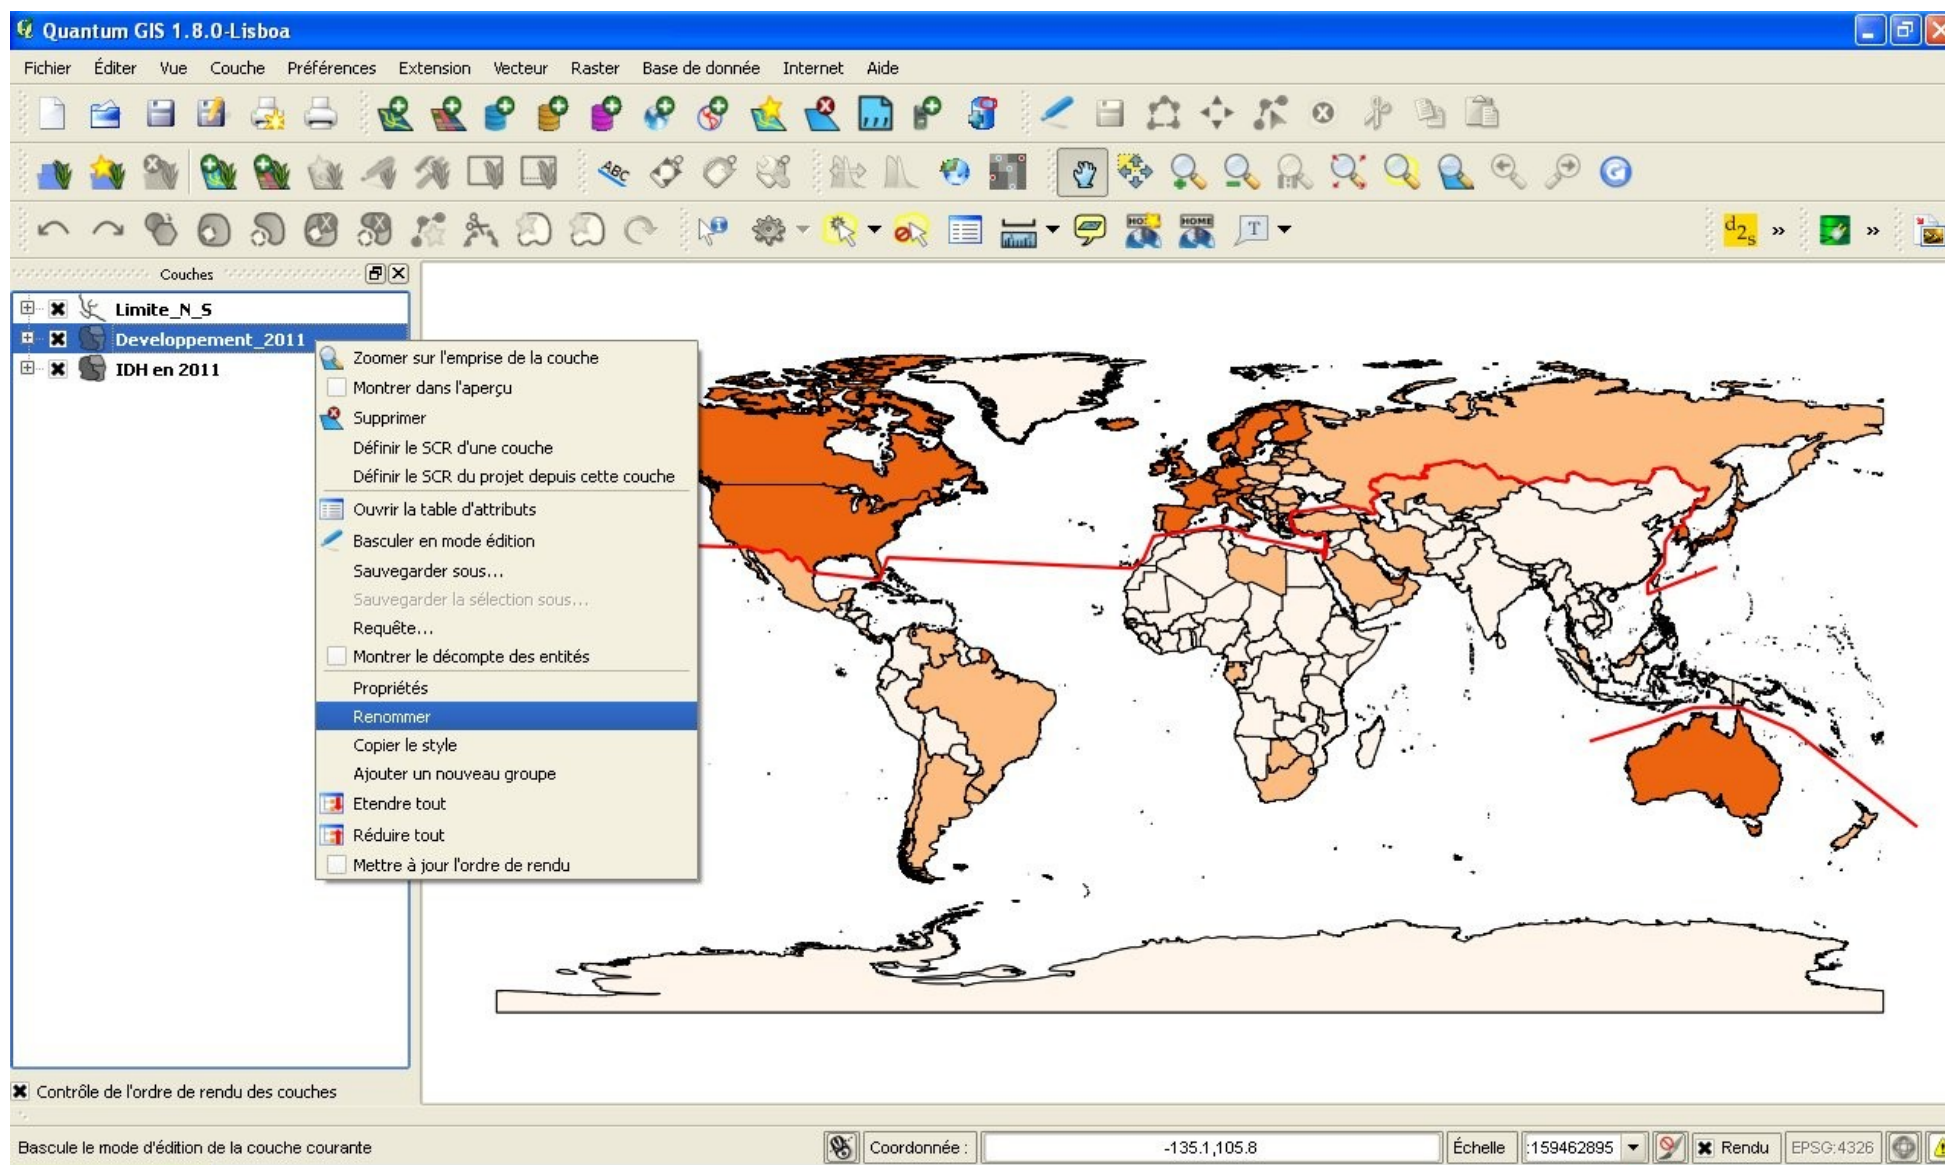 Quantum GIS 1.8.0-Lisboa
Fichier Éditer Vue Couche Préférences Extension Vecteur Raster Base de donnée Internet Aide
ABC
HOME
T
d2s » »
Couches
Limite_N_S
Developpement_2011
IDH en 2011
Zoomer sur l'emprise de la couche
Montrer dans l'aperçu
Supprimer
Définir le SCR d'une couche
Définir le SCR du projet depuis cette couche
Ouvrir la table d'attributs
Basculer en mode édition
Sauvegarder sous...
Sauvegarder la sélection sous...
Requête...
Montrer le décompte des entités
Propriétés
Renommer
Copier le style
Ajouter un nouveau groupe
Etendre tout
Réduire tout
Mettre à jour l'ordre de rendu
Contrôle de l'ordre de rendu des couches
Bascule le mode d'édition de la couche courante Coordonnée : -135.1,105.8 Échelle :159462895 Rendu EPSG:4326